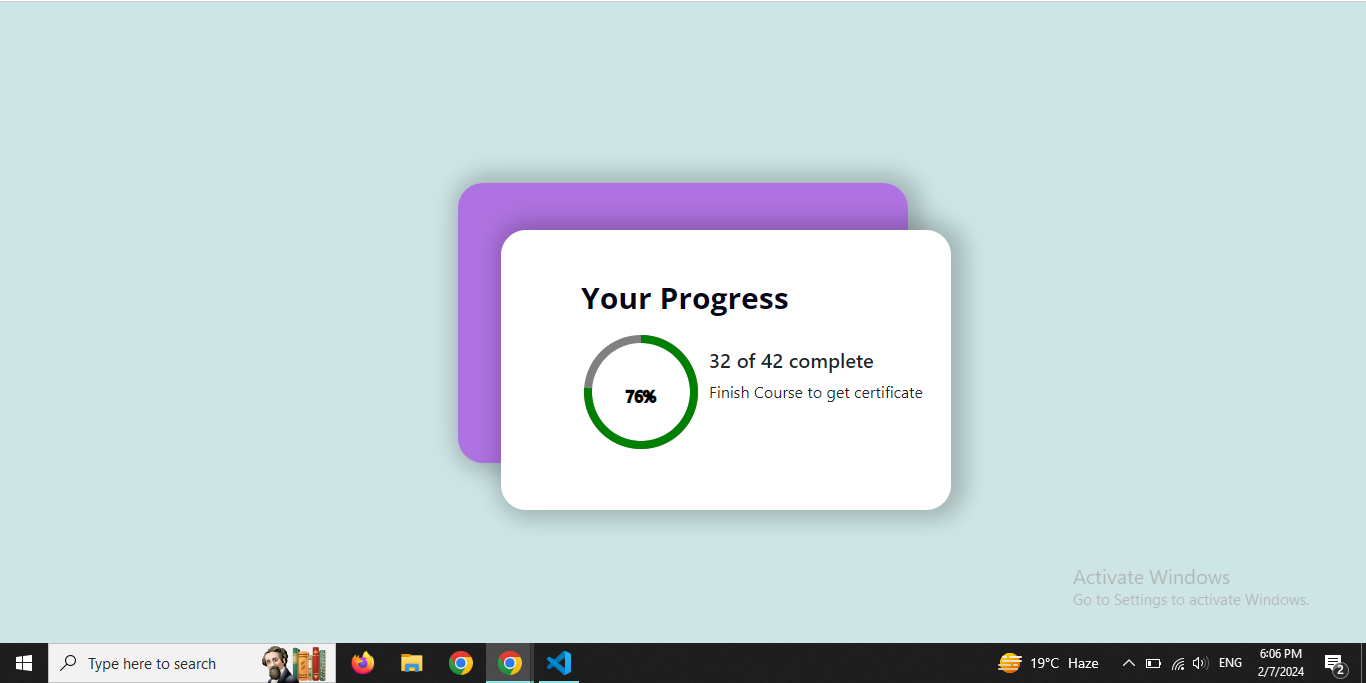 Your Progress
76%
32 of 42 complete
Finish Course to get certificate
Activate Windows
Go to Settings to activate Windows.
Type here to search
19°C Haze
ENG
6:06 PM
2/7/2024
2